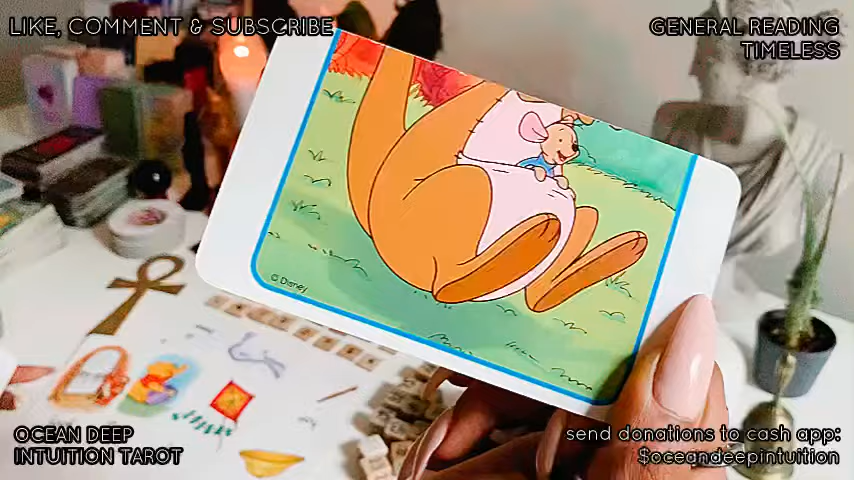 LIKE, COMMENT & SUBSCRIBE
GENERAL READING
TIMELESS
© Disney
OCEAN DEEP
INTUITION TAROT
send donations to cash app:
$oceandeepintuition